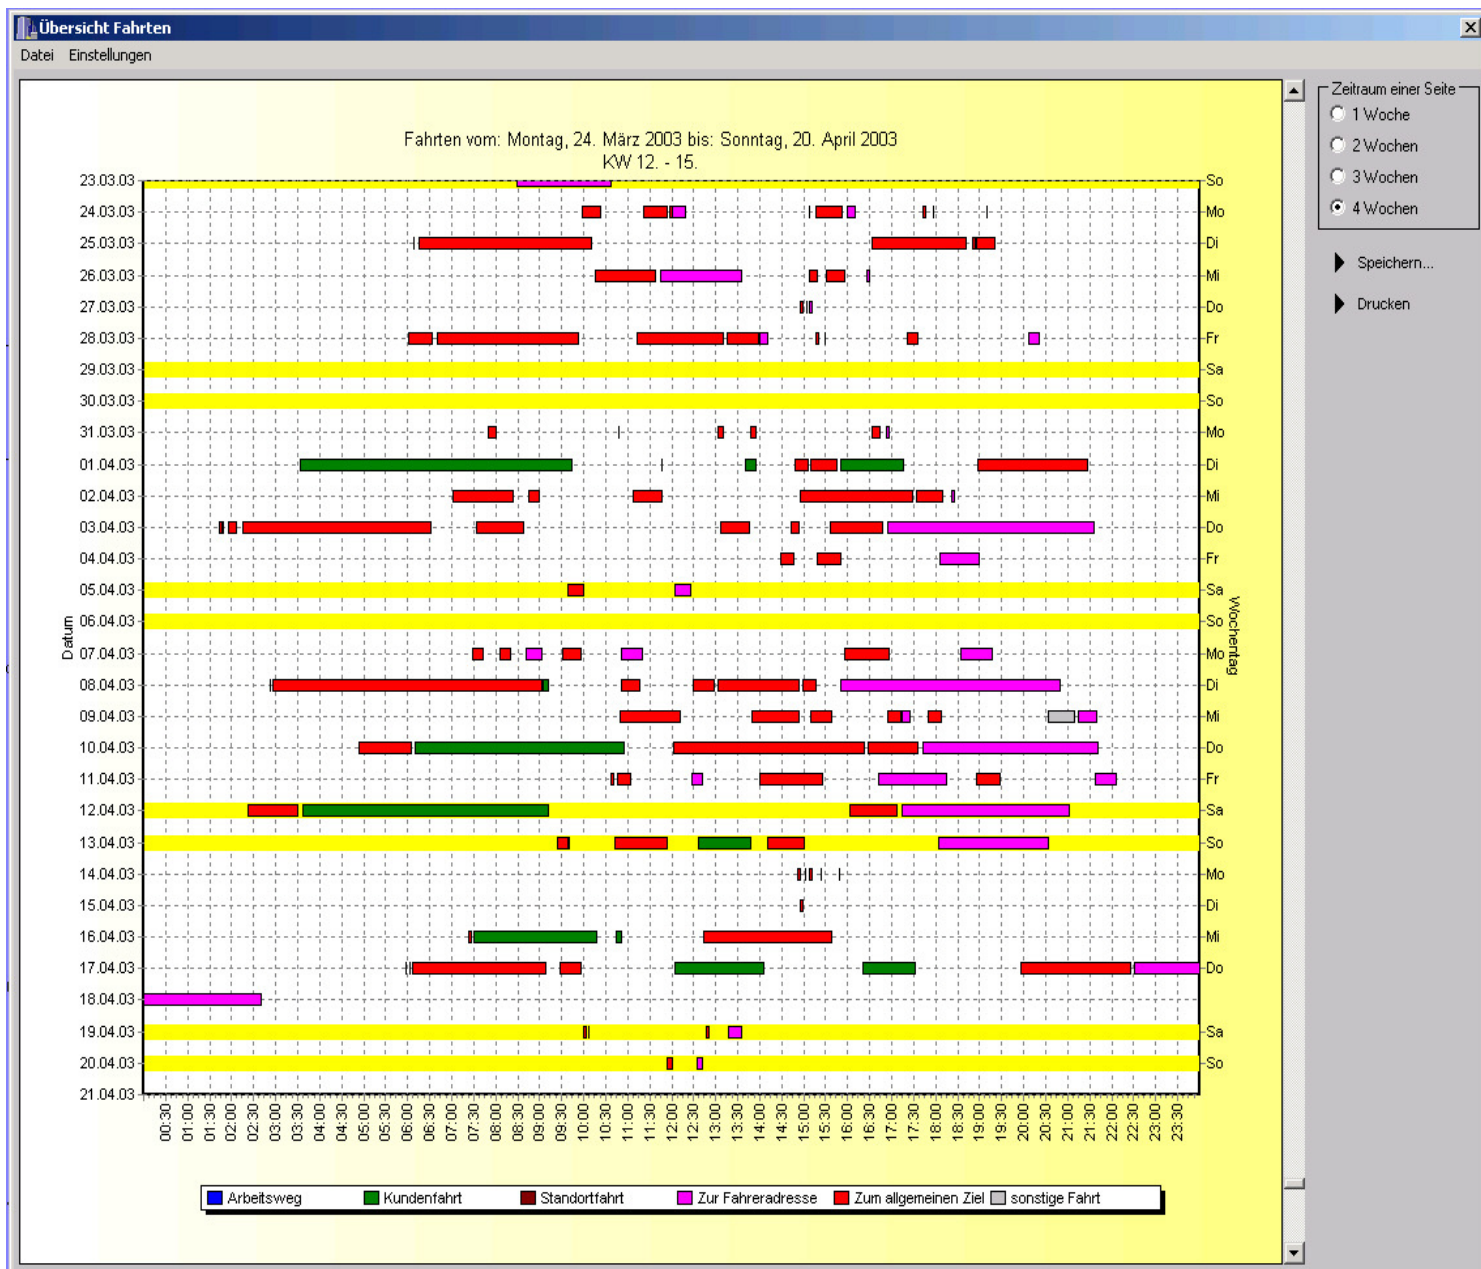 Übersicht Fahrten
Datei Einstellungen
Zeitraum einer Seite
1 Woche
2 Wochen
3 Wochen
4 Wochen
Speichern...
Drucken
Fahrten vom: Montag, 24. März 2003 bis: Sonntag, 20. April 2003
KW 12. - 15.
23.03.03 So
24.03.03 Mo
25.03.03 Di
26.03.03 Mi
27.03.03 Do
28.03.03 Fr
29.03.03 Sa
30.03.03 So
31.03.03 Mo
01.04.03 Di
02.04.03 Mi
03.04.03 Do
04.04.03 Fr
05.04.03 Sa
06.04.03 So
Datum
Wochentag
07.04.03 Mo
08.04.03 Di
09.04.03 Mi
10.04.03 Do
11.04.03 Fr
12.04.03 Sa
13.04.03 So
14.04.03 Mo
15.04.03 Di
16.04.03 Mi
17.04.03 Do
18.04.03
19.04.03 Sa
20.04.03 So
21.04.03
00:30 01:00 01:30 02:00 02:30 03:00 03:30 04:00 04:30 05:00 05:30 06:00 06:30 07:00 07:30 08:00 08:30 09:00 09:30 10:00 10:30 11:00 11:30 12:00 12:30 13:00 13:30 14:00 14:30 15:00 15:30 16:00 16:30 17:00 17:30 18:00 18:30 19:00 19:30 20:00 20:30 21:00 21:30 22:00 22:30 23:00 23:30
Arbeitsweg Kundenfahrt Standortfahrt Zur Fahreradresse Zum allgemeinen Ziel sonstige Fahrt